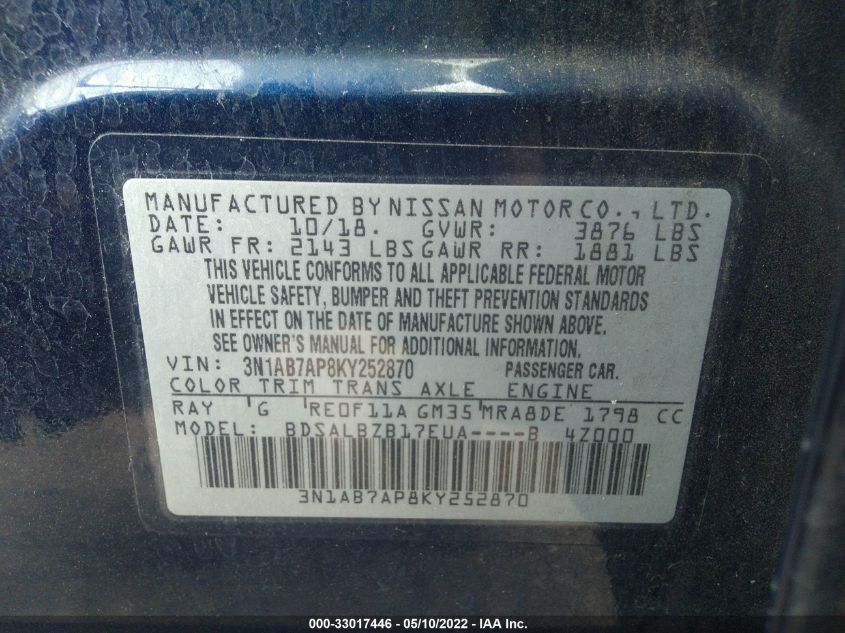 MANUFACTURED BY NISSAN MOTOR CO., LTD.
DATE: 10/18. GVWR: 3876 LBS
GAWR FR: 2143 LBS GAWR RR: 1881 LBS
THIS VEHICLE CONFORMS TO ALL APPLICABLE FEDERAL MOTOR
VEHICLE SAFETY, BUMPER AND THEFT PREVENTION STANDARDS
IN EFFECT ON THE DATE OF MANUFACTURE SHOWN ABOVE.
SEE OWNER'S MANUAL FOR ADDITIONAL INFORMATION.
VIN: 3N1AB7AP8KY252870 PASSENGER CAR.
COLOR TRIM TRANS AXLE ENGINE
RAY G RE0F11A GM35 MRA8DE 1798 CC
MODEL: BDSALBZB17EUA----B 4Z000
3N1AB7AP8KY252870
000-33017446 - 05/10/2022 - IAA Inc.